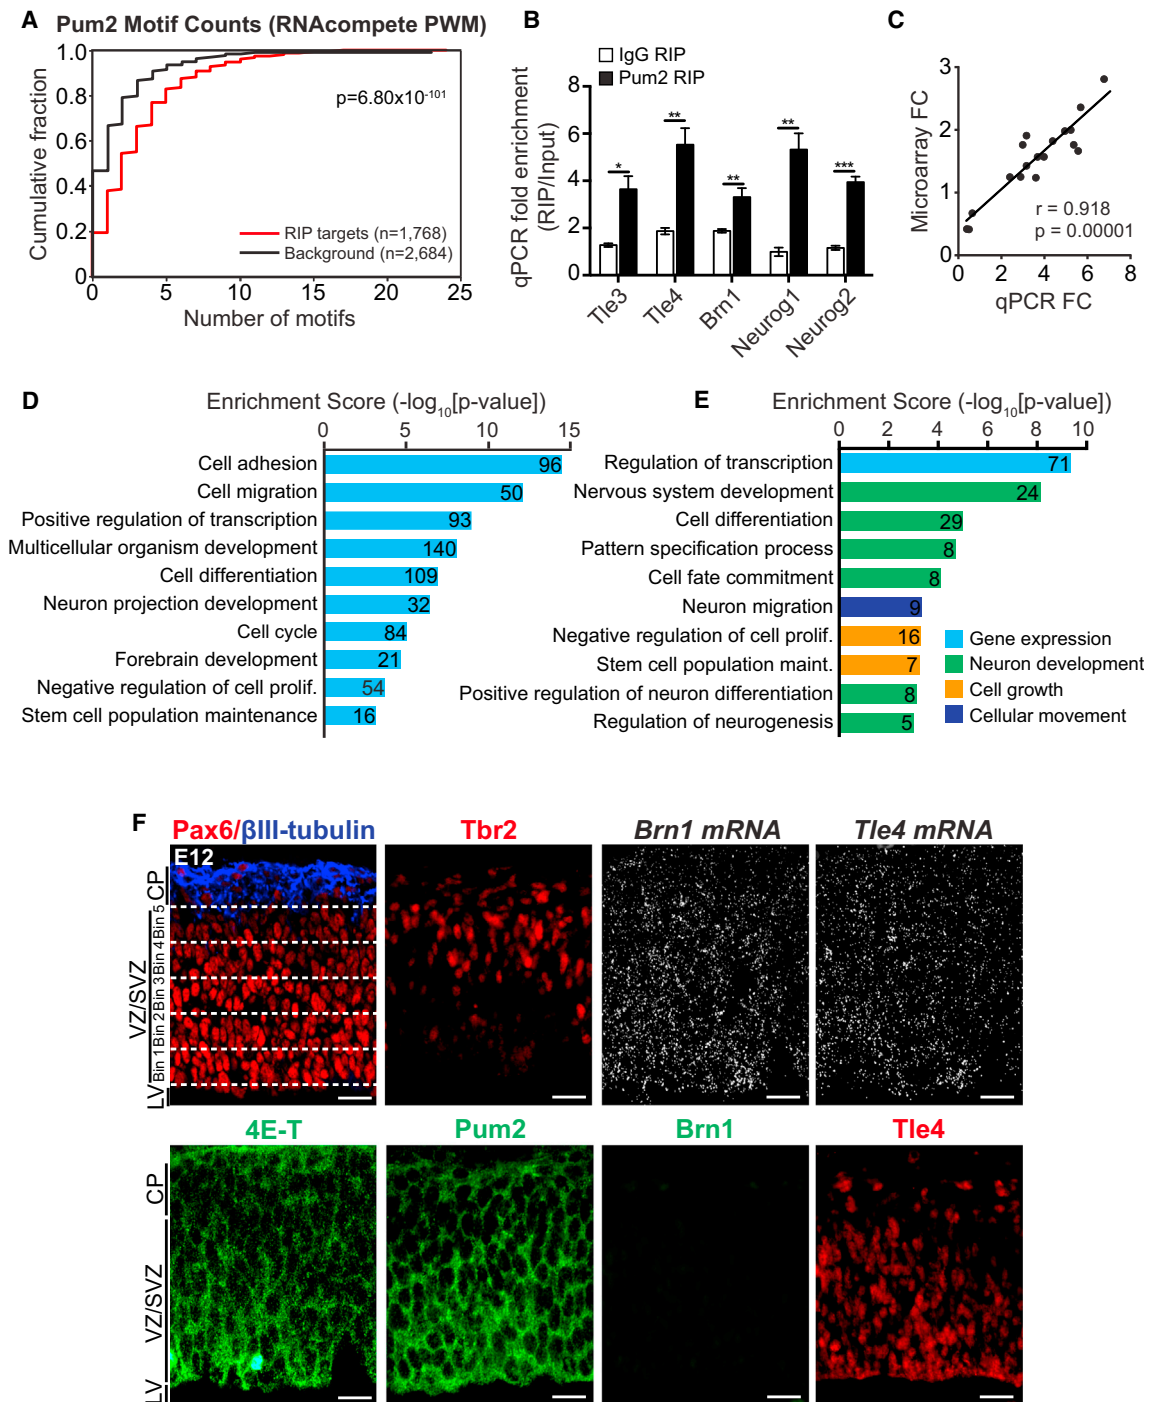 A Pum2 Motif Counts (RNAcompete PWM)
Cumulative fraction
1.0
0.8
0.6
0.4
0.2
0
p=6.80x10⁻¹⁰¹
RIP targets (n=1,768)
Background (n=2,684)
0 5 10 15 20 25
Number of motifs
B
IgG RIP
Pum2 RIP
qPCR fold enrichment
(RIP/Input)
8
6
4
2
0
* ** ** ** ***
Tle3 Tle4 Brn1 Neurog1 Neurog2
C
Microarray FC
3
2
1
0
r = 0.918
p = 0.00001
0 2 4 6 8
qPCR FC
D
Enrichment Score (-log₁₀[p-value])
0 5 10 15
Cell adhesion 96
Cell migration 50
Positive regulation of transcription 93
Multicellular organism development 140
Cell differentiation 109
Neuron projection development 32
Cell cycle 84
Forebrain development 21
Negative regulation of cell prolif. 54
Stem cell population maintenance 16
E
Enrichment Score (-log₁₀[p-value])
0 2 4 6 8 10
Regulation of transcription 71
Nervous system development 24
Cell differentiation 29
Pattern specification process 8
Cell fate commitment 8
Neuron migration 9
Negative regulation of cell prolif. 16
Stem cell population maint. 7
Positive regulation of neuron differentiation 8
Regulation of neurogenesis 5
Gene expression
Neuron development
Cell growth
Cellular movement
F
Pax6/βIII-tubulin
Tbr2
Brn1 mRNA
Tle4 mRNA
E12
CP
VZ/SVZ
LV
Bin 5
Bin 4
Bin 3
Bin 2
Bin 1
4E-T
Pum2
Brn1
Tle4
CP
VZ/SVZ
LV